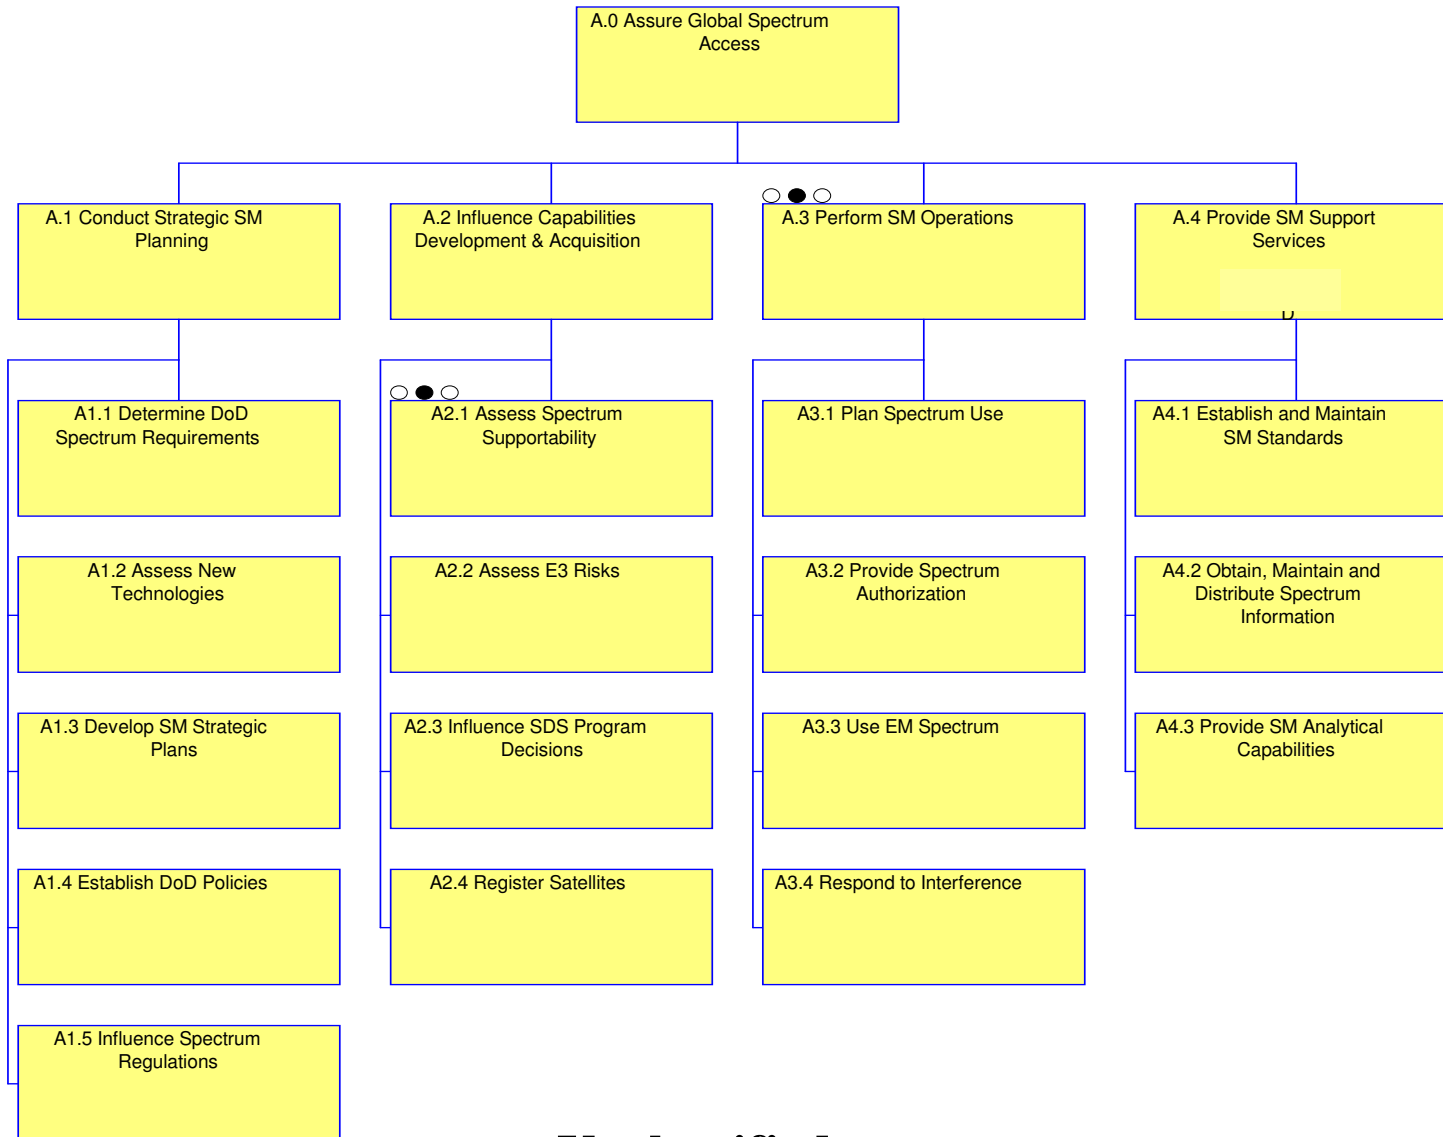 A.0 Assure Global Spectrum
Access
A.1 Conduct Strategic SM
Planning
A.2 Influence Capabilities
Development & Acquisition
A.3 Perform SM Operations
A.4 Provide SM Support
Services
A1.1 Determine DoD
Spectrum Requirements
A2.1 Assess Spectrum
Supportability
A3.1 Plan Spectrum Use
A4.1 Establish and Maintain
SM Standards
A1.2 Assess New
Technologies
A2.2 Assess E3 Risks
A3.2 Provide Spectrum
Authorization
A4.2 Obtain, Maintain and
Distribute Spectrum
Information
A1.3 Develop SM Strategic
Plans
A2.3 Influence SDS Program
Decisions
A3.3 Use EM Spectrum
A4.3 Provide SM Analytical
Capabilities
A1.4 Establish DoD Policies
A2.4 Register Satellites
A3.4 Respond to Interference
A1.5 Influence Spectrum
Regulations